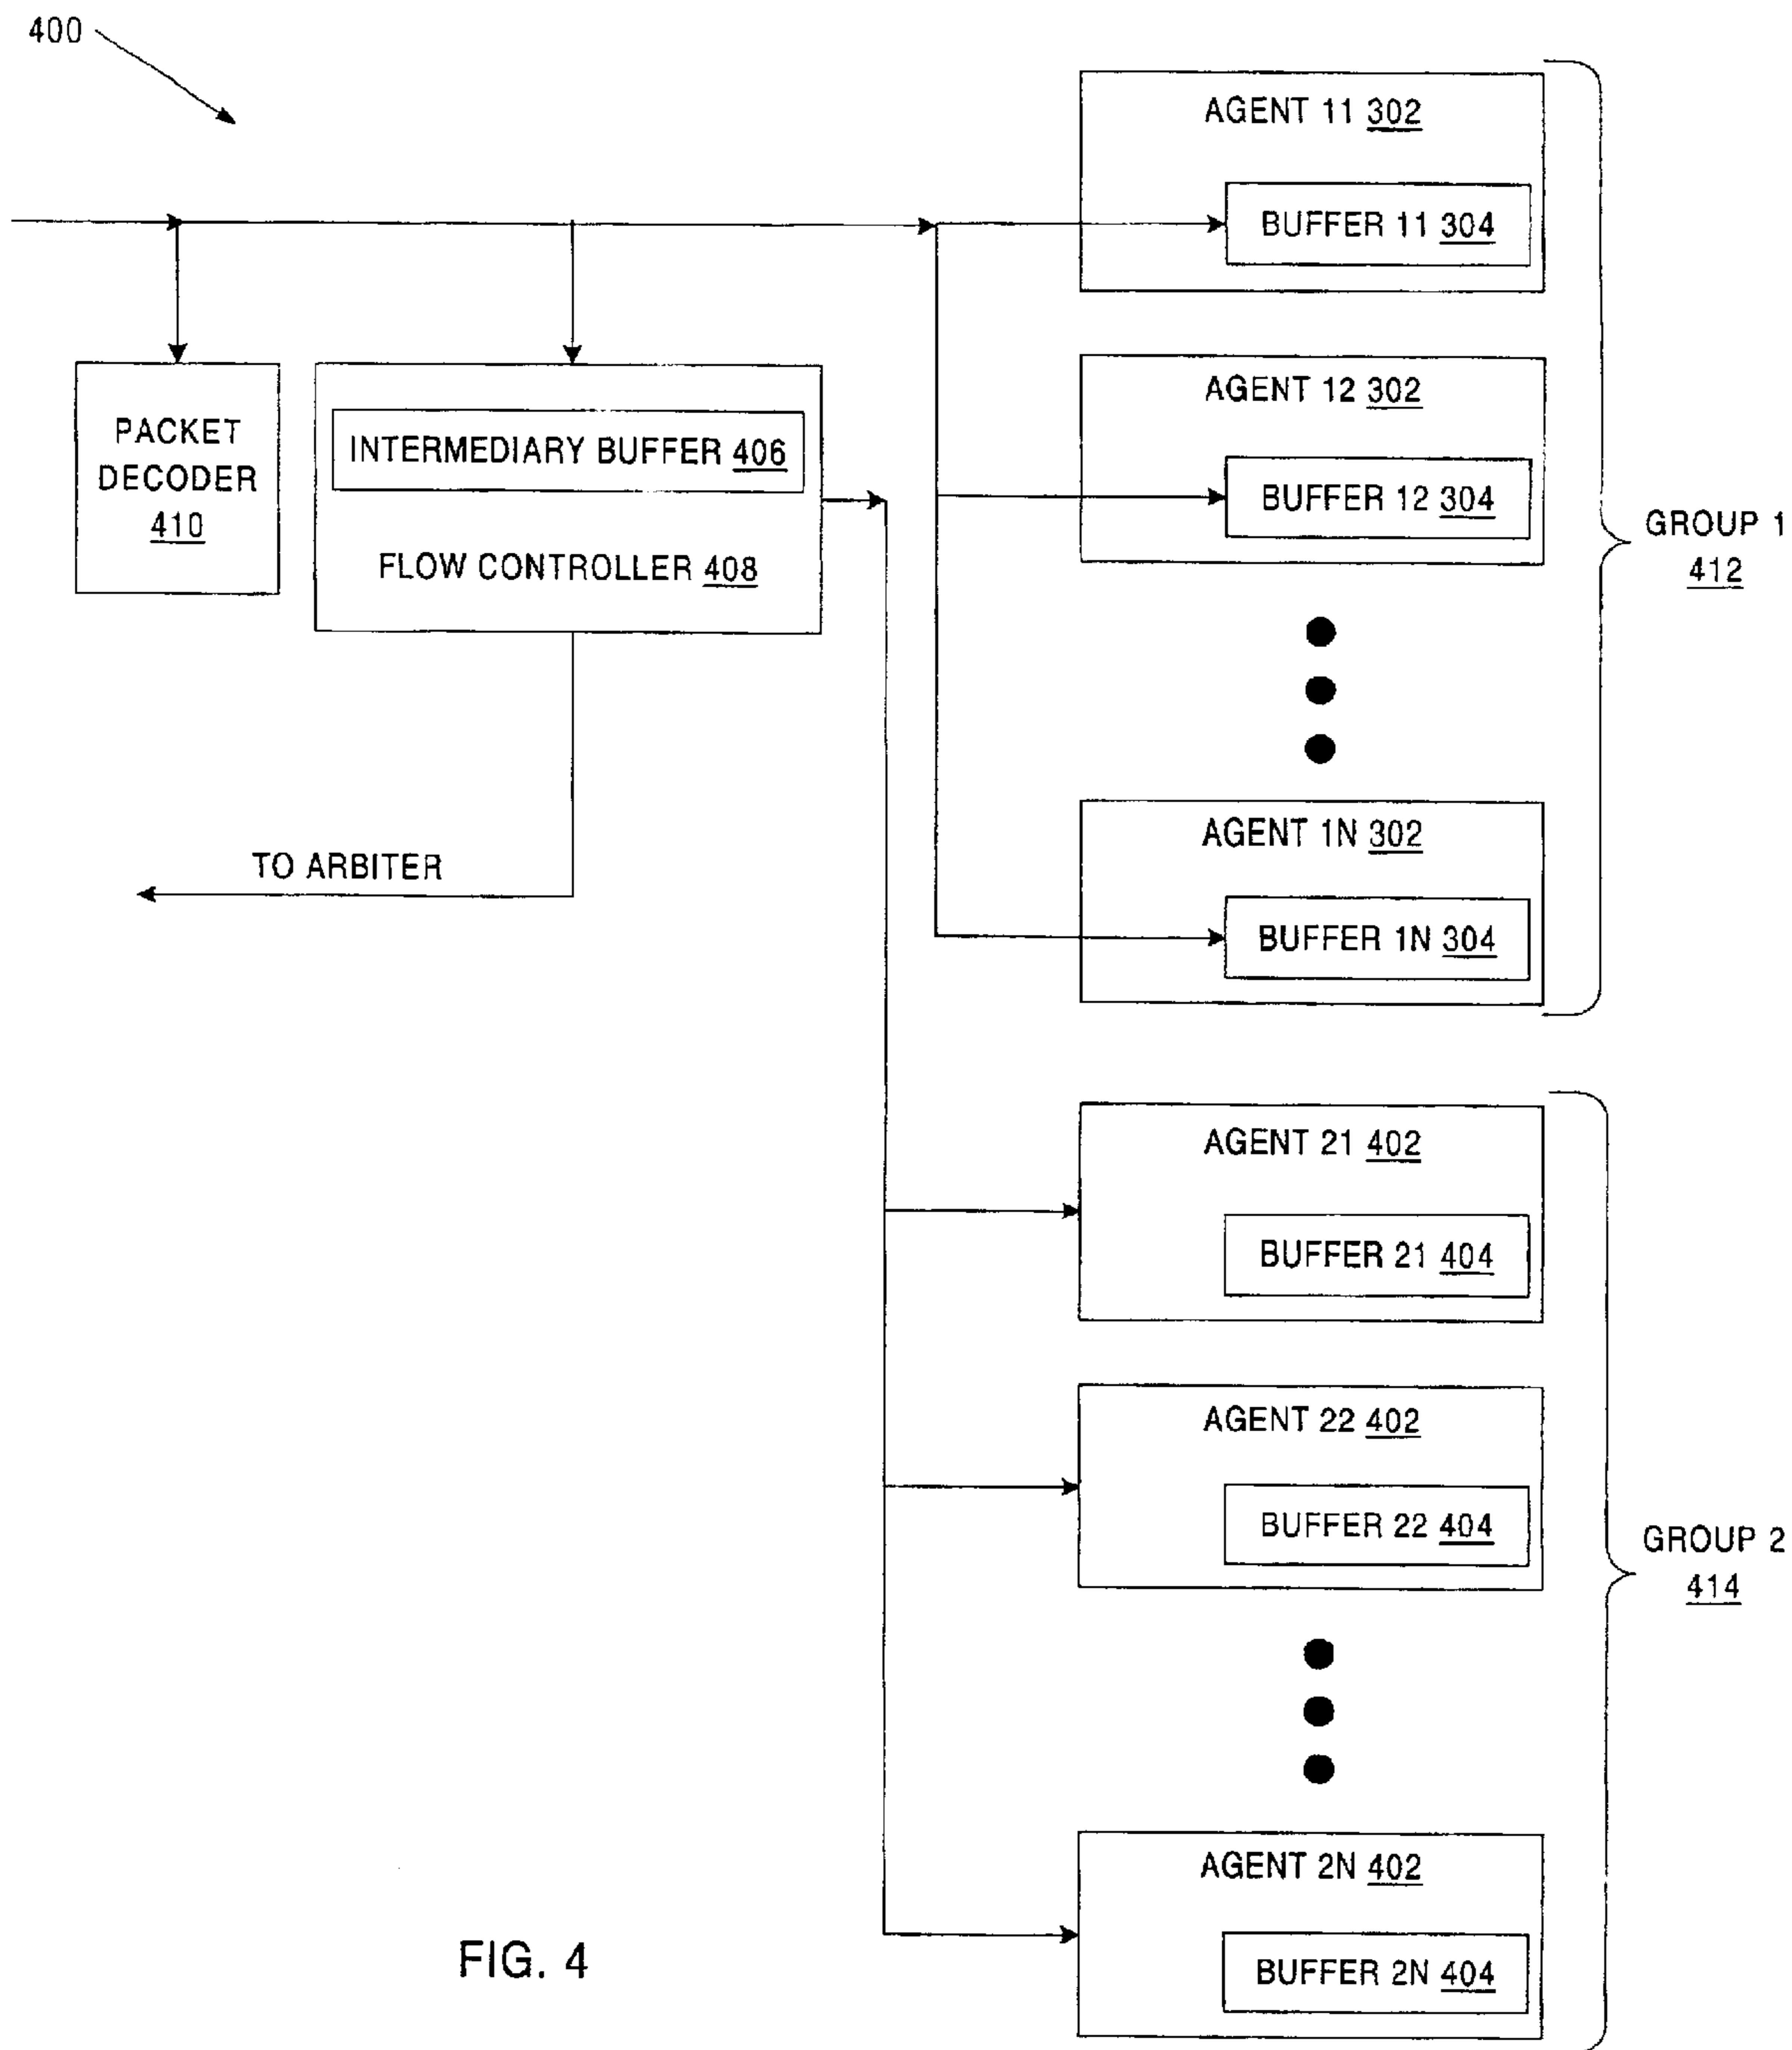 400
AGENT 11 302
BUFFER 11 304
AGENT 12 302
BUFFER 12 304
AGENT 1N 302
BUFFER 1N 304
GROUP 1
412
PACKET
DECODER
410
INTERMEDIARY BUFFER 406
FLOW CONTROLLER 408
TO ARBITER
AGENT 21 402
BUFFER 21 404
AGENT 22 402
BUFFER 22 404
AGENT 2N 402
BUFFER 2N 404
GROUP 2
414
FIG. 4